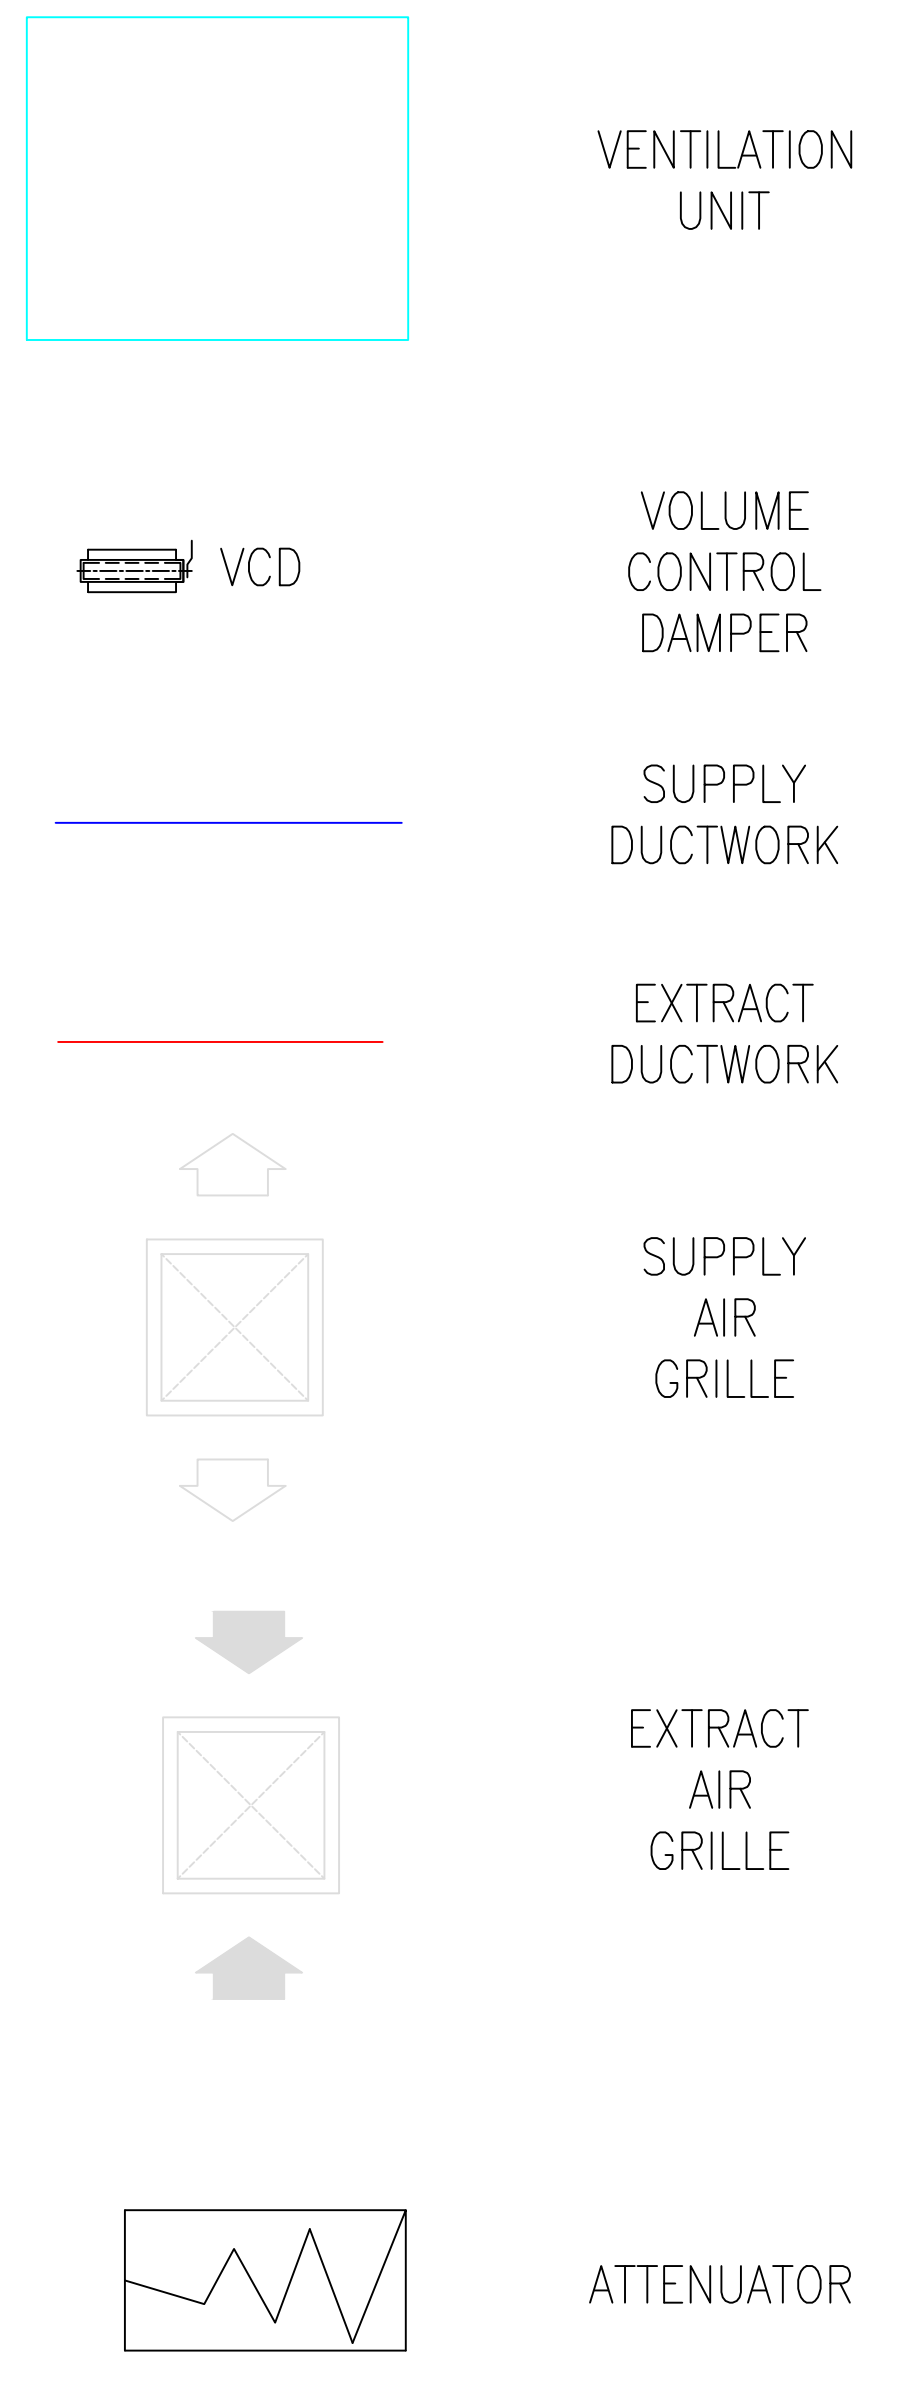 VENTILATION
UNIT
VCD
VOLUME
CONTROL
DAMPER
SUPPLY
DUCTWORK
EXTRACT
DUCTWORK
SUPPLY
AIR
GRILLE
EXTRACT
AIR
GRILLE
ATTENUATOR